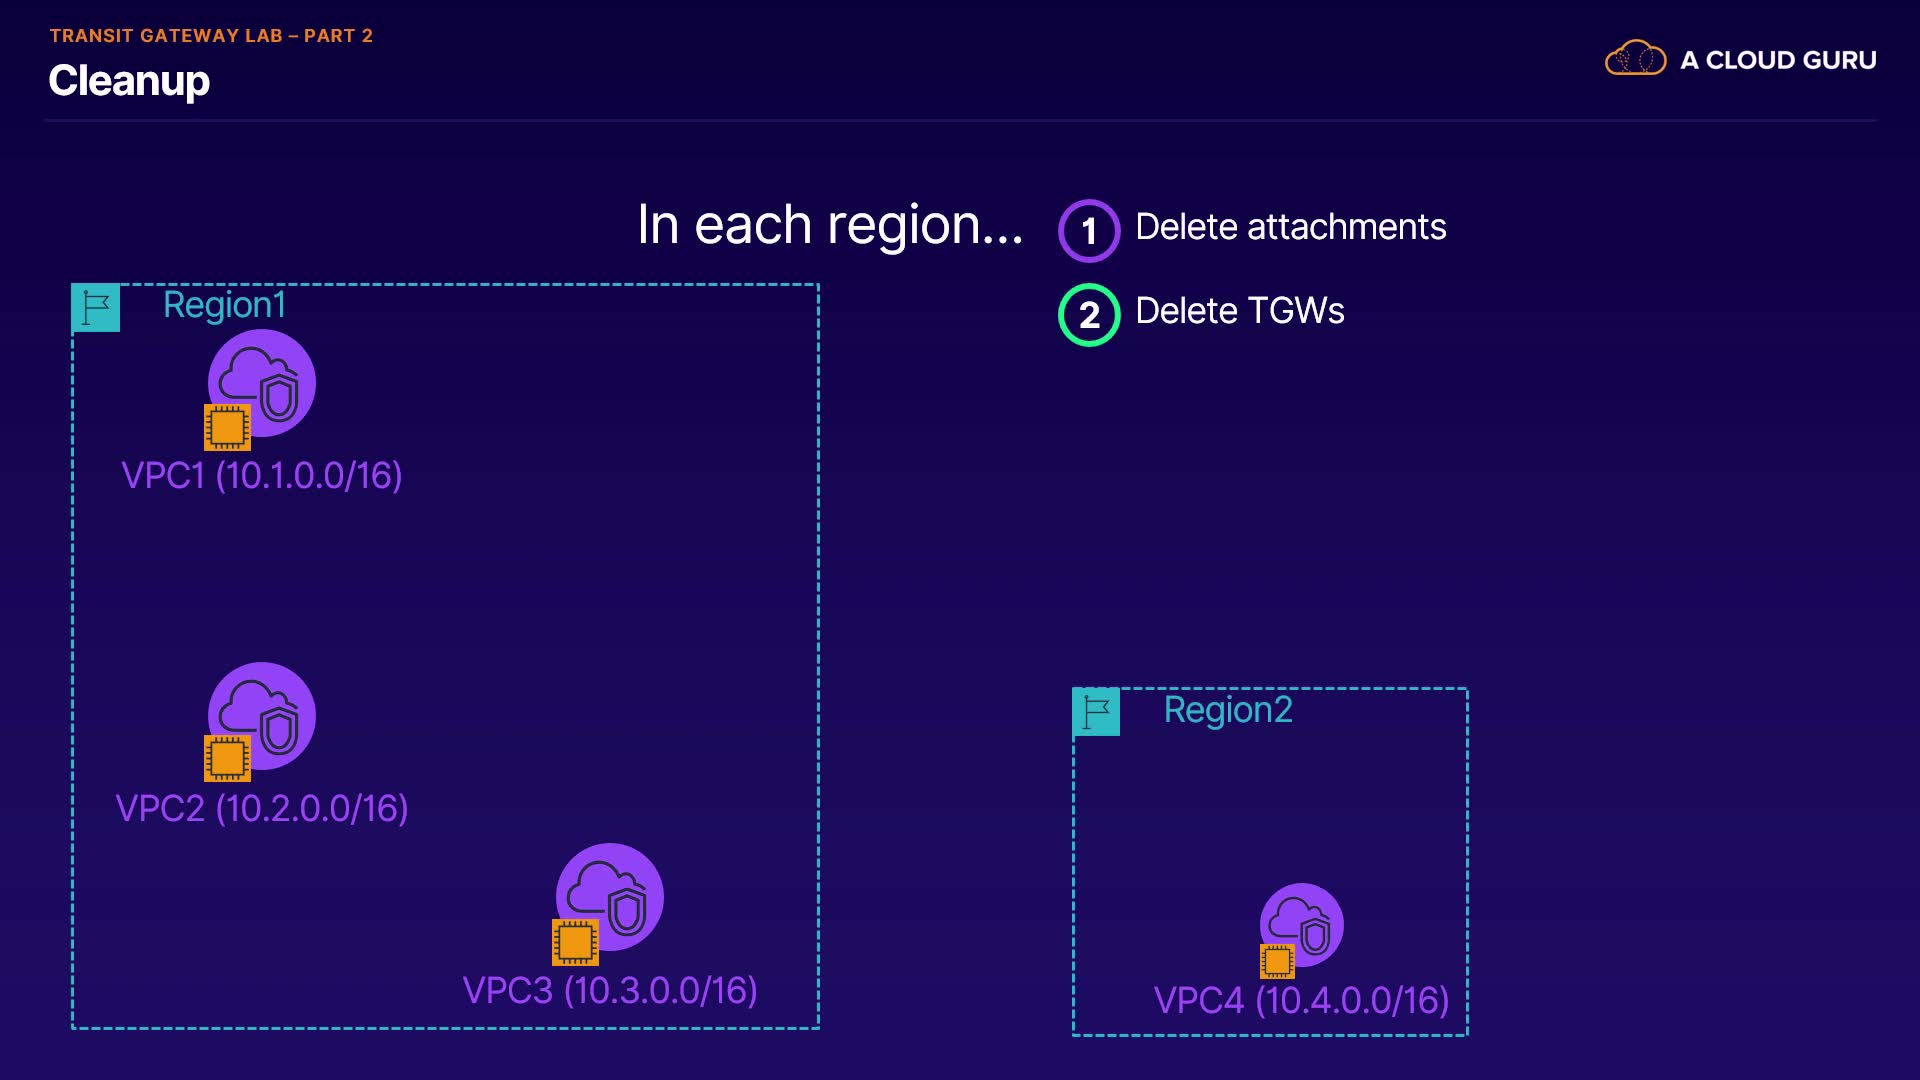 TRANSIT GATEWAY LAB – PART 2
Cleanup
A CLOUD GURU
In each region...
1 Delete attachments
2 Delete TGWs
Region1
VPC1 (10.1.0.0/16)
VPC2 (10.2.0.0/16)
VPC3 (10.3.0.0/16)
Region2
VPC4 (10.4.0.0/16)